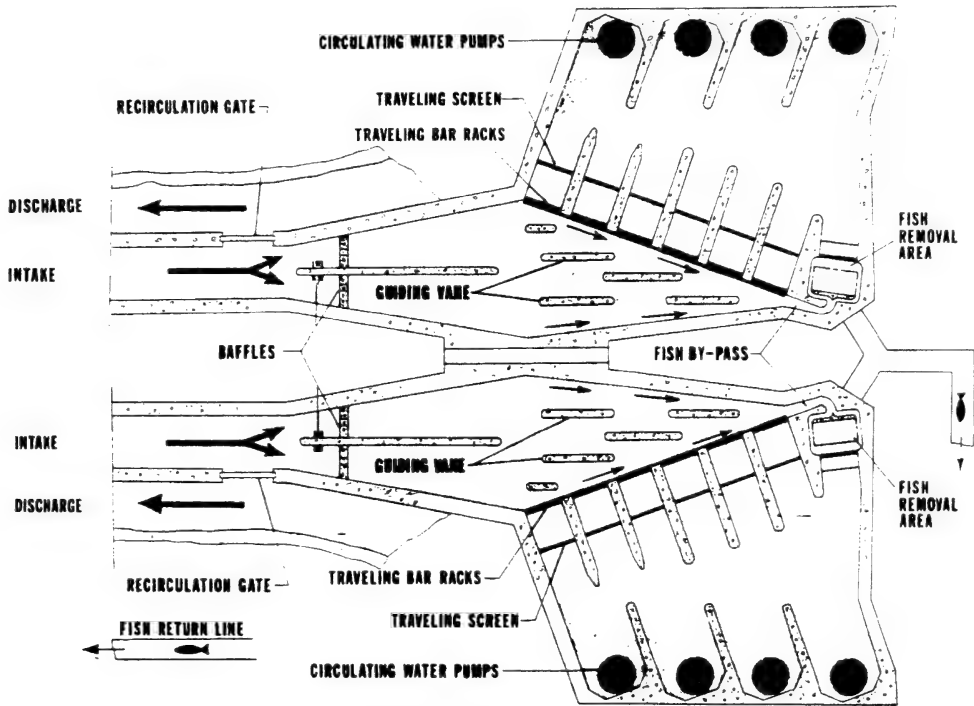 CIRCULATING WATER PUMPS
TRAVELING SCREEN
RECIRCULATION GATE
TRAVELING BAR RACKS
DISCHARGE
FISH
REMOVAL
AREA
INTAKE
GUIDING VANE
BAFFLES
FISH BY-PASS
INTAKE
GUIDING VANE
DISCHARGE
FISH
REMOVAL
AREA
RECIRCULATION GATE
TRAVELING BAR RACKS
TRAVELING SCREEN
FISH RETURN LINE
CIRCULATING WATER PUMPS